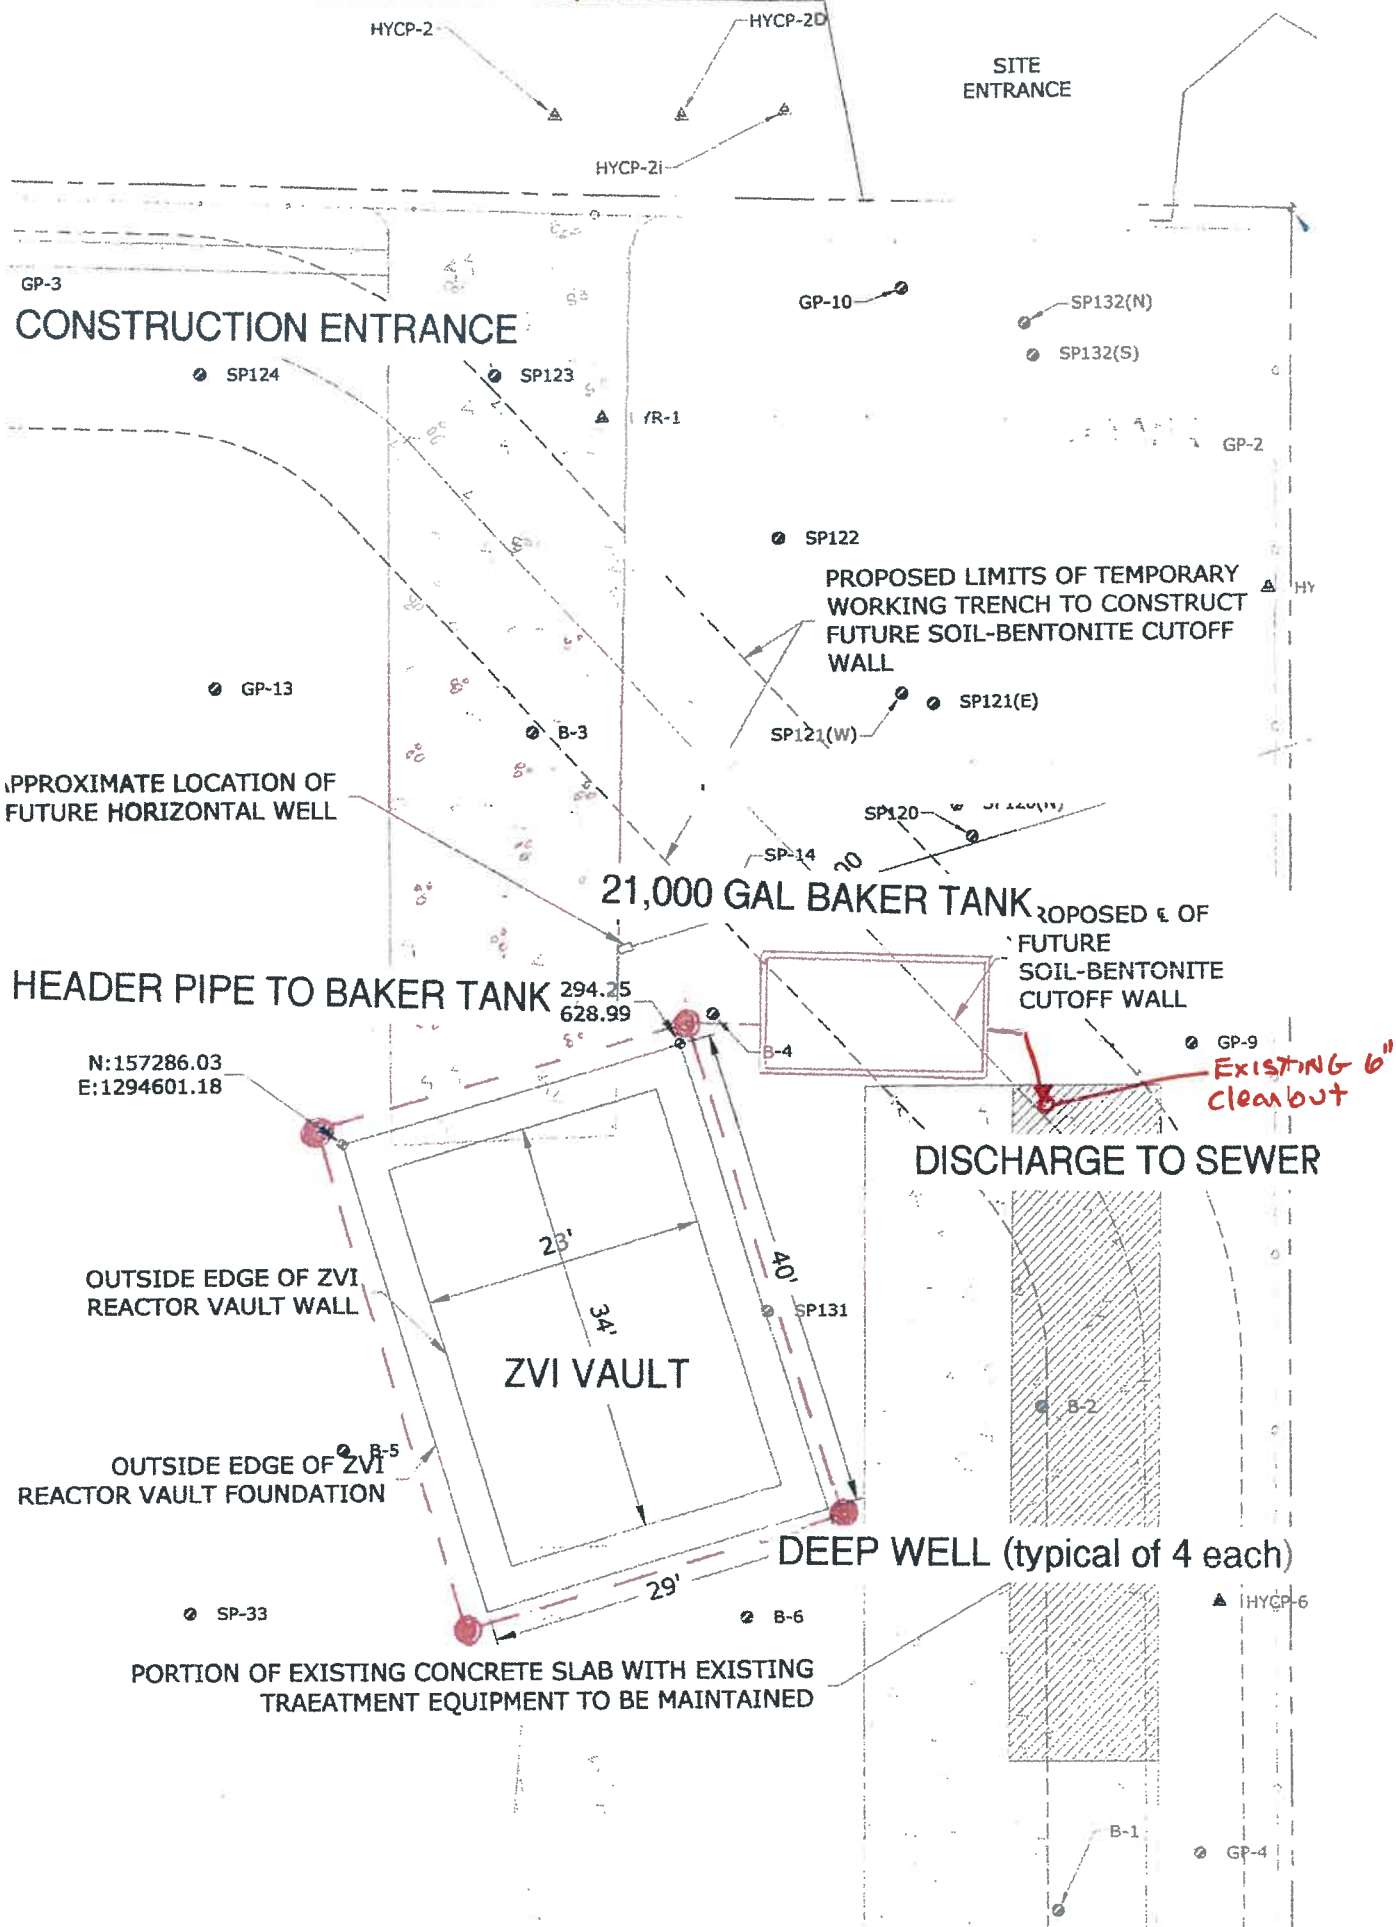 HYCP-2
HYCP-2D
SITE
ENTRANCE
HYCP-2i
GP-3
CONSTRUCTION ENTRANCE
GP-10
SP132(N)
SP132(S)
SP124
SP123
YR-1
GP-2
SP122
PROPOSED LIMITS OF TEMPORARY
WORKING TRENCH TO CONSTRUCT
FUTURE SOIL-BENTONITE CUTOFF
WALL
HY
GP-13
SP121(E)
SP121(W)
B-3
PPROXIMATE LOCATION OF
FUTURE HORIZONTAL WELL
SP120
SP-14
21,000 GAL BAKER TANK
ROPOSED ℄ OF
FUTURE
SOIL-BENTONITE
CUTOFF WALL
HEADER PIPE TO BAKER TANK
294.25
628.99
B-4
GP-9
N:157286.03
E:1294601.18
EXISTING 6"
Cleanout
DISCHARGE TO SEWER
23'
40'
OUTSIDE EDGE OF ZVI
REACTOR VAULT WALL
34'
SP131
ZVI VAULT
B-2
B-5
OUTSIDE EDGE OF ZVI
REACTOR VAULT FOUNDATION
DEEP WELL (typical of 4 each)
29'
SP-33
B-6
HYCP-6
PORTION OF EXISTING CONCRETE SLAB WITH EXISTING
TRAEATMENT EQUIPMENT TO BE MAINTAINED
B-1
GP-4